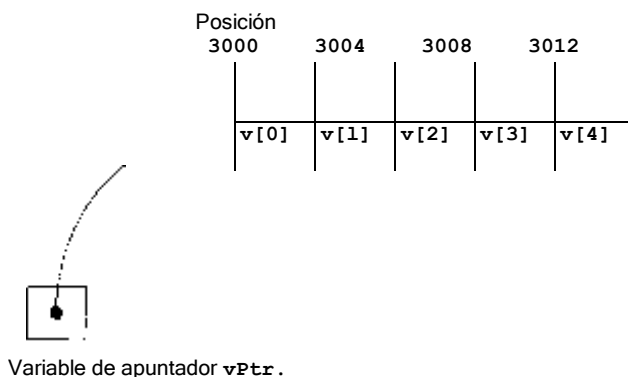 Posición
3000 3004 3008 3012
v[0] v[1] v[2] v[3] v[4]
Variable de apuntador vPtr.